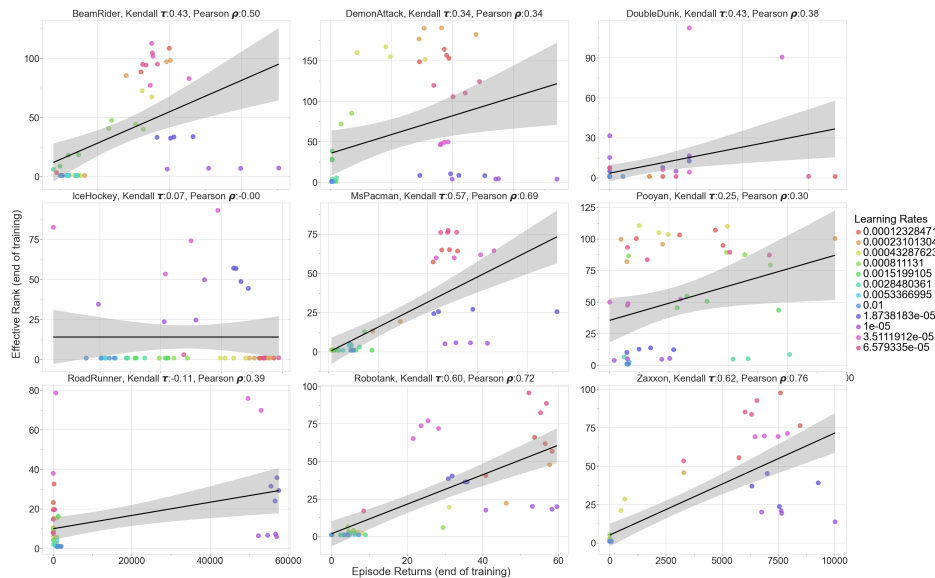 BeamRider, Kendall τ:0.43, Pearson ρ:0.50
DemonAttack, Kendall τ:0.34, Pearson ρ:0.34
DoubleDunk, Kendall τ:0.43, Pearson ρ:0.38
100
50
0
150
100
50
0
90
60
30
0
IceHockey, Kendall τ:0.07, Pearson ρ:-0.00
MsPacman, Kendall τ:0.57, Pearson ρ:0.69
Pooyan, Kendall τ:0.25, Pearson ρ:0.30
Effective Rank (end of training)
75
50
25
0
75
50
25
0
125
100
75
50
25
0
Learning Rates
0.00012328471
0.00023101304
0.00043287623
0.000811131
0.0015199105
0.0028480361
0.0053366995
0.01
1.8738183e-05
1e-05
3.5111912e-05
6.579335e-05
RoadRunner, Kendall τ:-0.11, Pearson ρ:0.39
Robotank, Kendall τ:0.60, Pearson ρ:0.72
Zaxxon, Kendall τ:0.62, Pearson ρ:0.76
00
80
60
40
20
0
100
75
50
25
0
100
75
50
25
0
0 20000 40000 60000
0 20 40 60
0 2500 5000 7500 10000
Episode Returns (end of training)